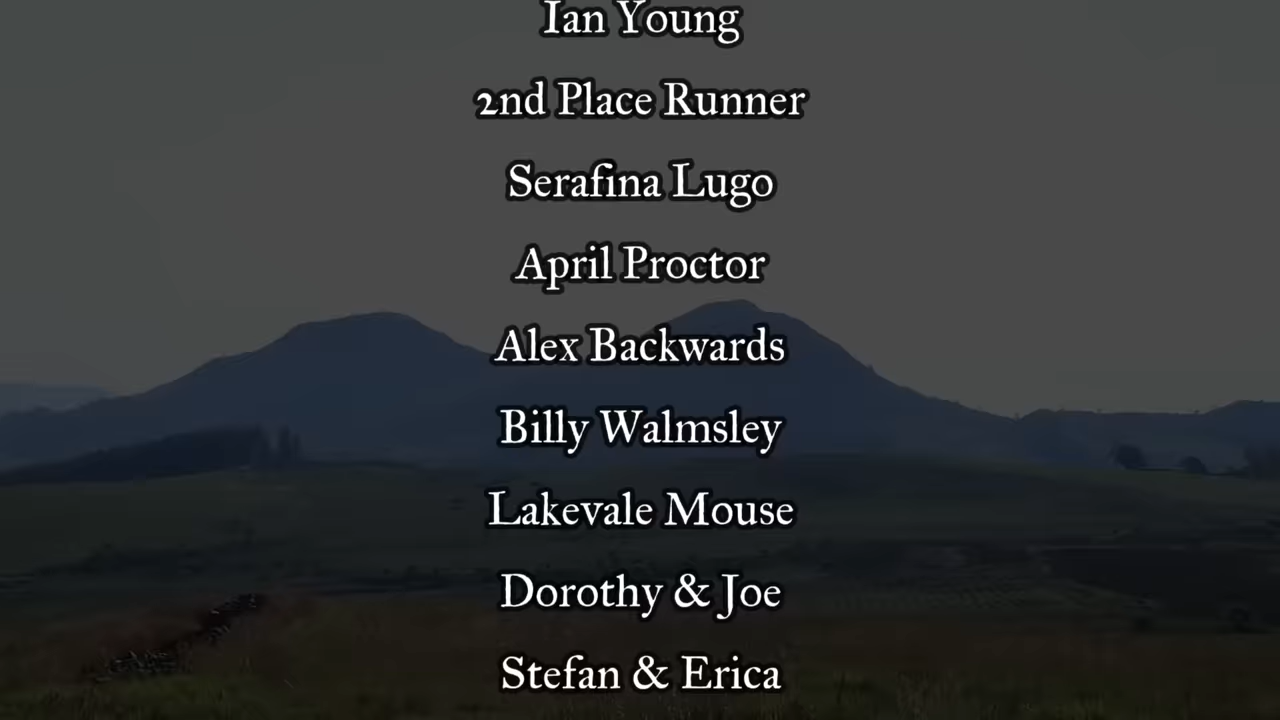 Ian Young
2nd Place Runner
Serafina Lugo
April Proctor
Alex Backwards
Billy Walmsley
Lakevale Mouse
Dorothy & Joe
Stefan & Erica